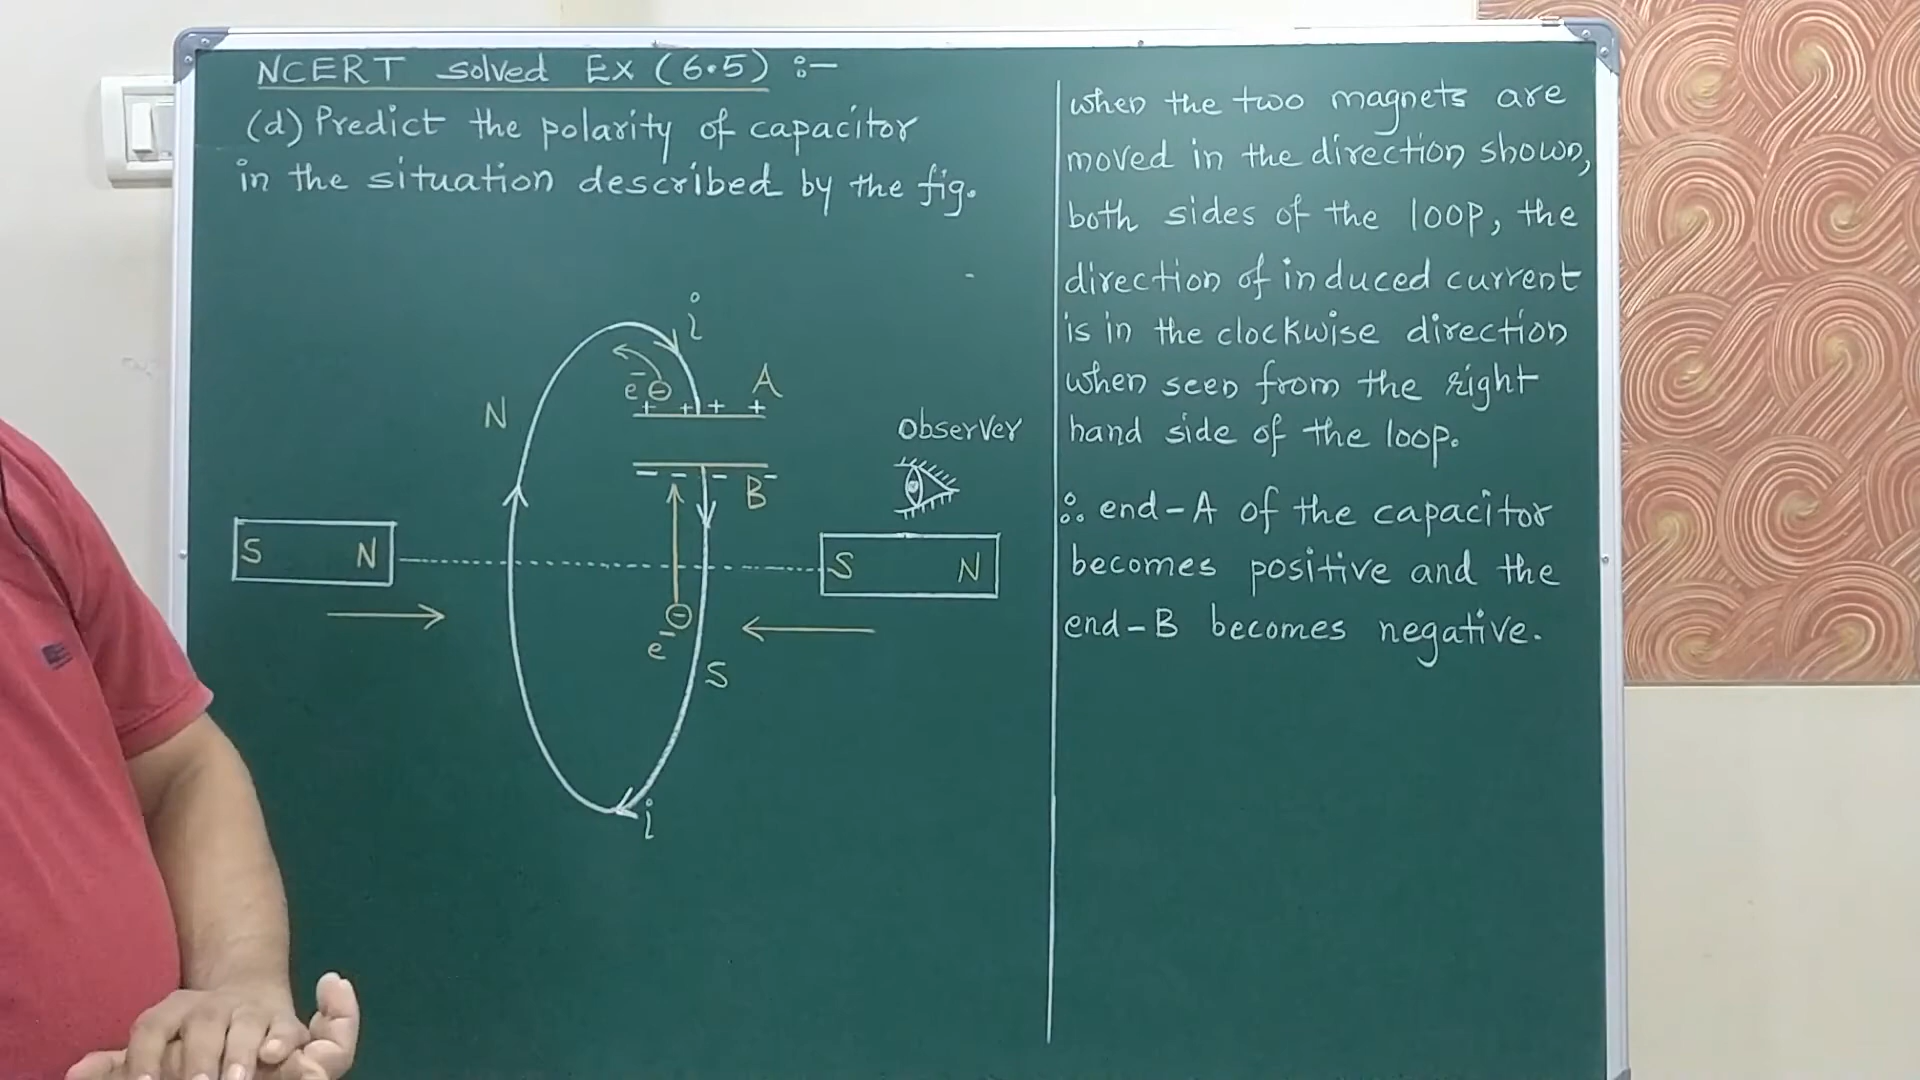 NCERT solved Ex (6.5) :-
(d) Predict the polarity of capacitor
in the situation described by the fig.
i
e⁻ ⊖
A
+ + + +
N
- - - -
B
observer
S N
S N
⊖
e⁻
S
i
when the two magnets are
moved in the direction shown,
both sides of the loop, the
direction of induced current
is in the clockwise direction
when seen from the right
hand side of the loop.
∴ end-A of the capacitor
becomes positive and the
end-B becomes negative.